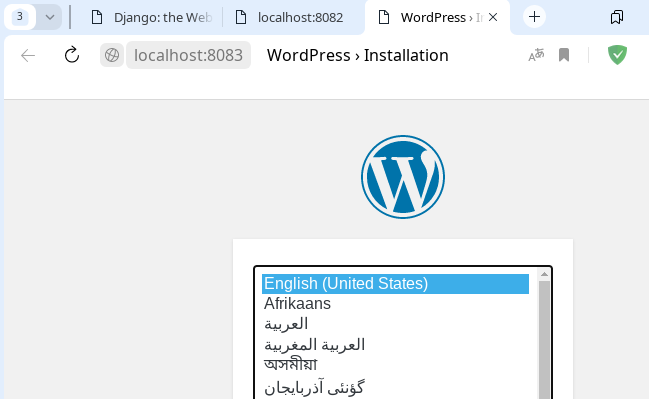 3
Django: the Web
localhost:8082
WordPress › I
localhost:8083
WordPress › Installation
English (United States)
Afrikaans
العربية
العربية المغربية
অসমীয়া
گؤنئی آذربایجان